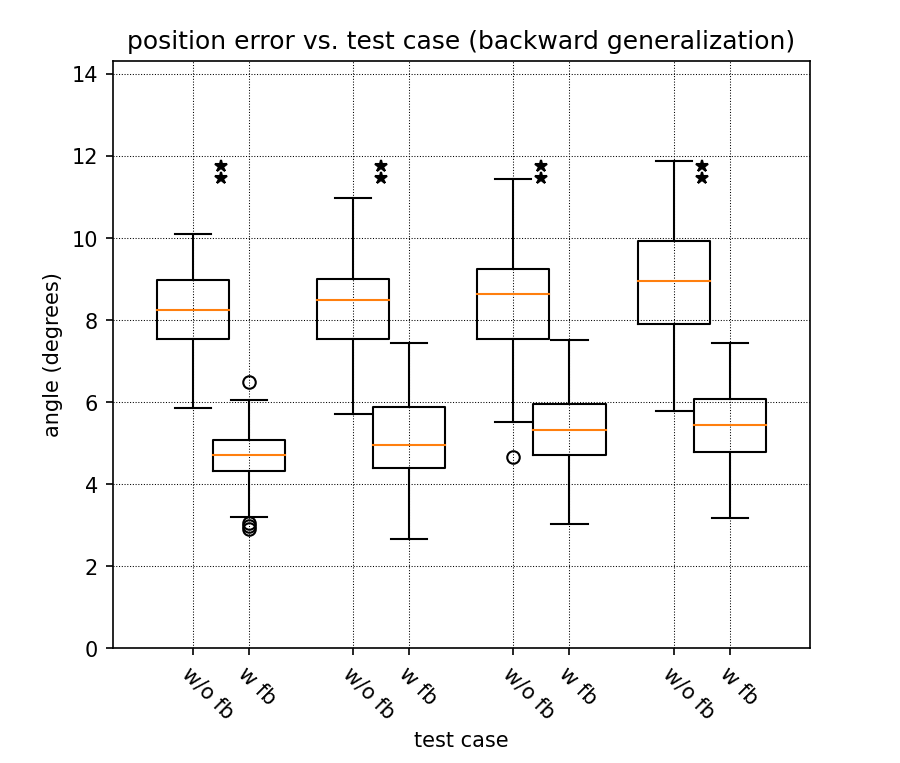 position error vs. test case (backward generalization)
14
12
10
8
6
4
2
0
angle (degrees)
w/o fb
w fb
w/o fb
w fb
w/o fb
w fb
w/o fb
w fb
test case